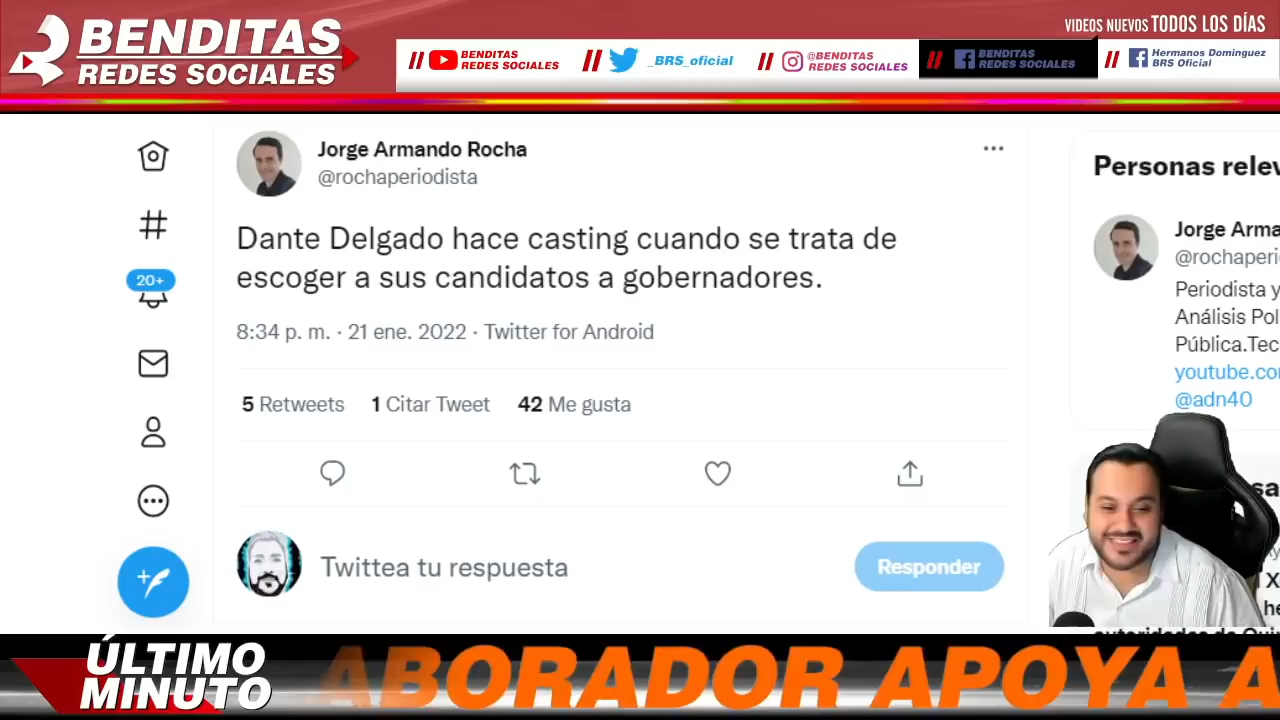 BENDITAS
REDES SOCIALES
VIDEOS NUEVOS TODOS LOS DÍAS
BENDITAS
REDES SOCIALES
_BRS_oficial
@BENDITAS
REDES SOCIALES
BENDITAS
REDES SOCIALES
Hermanos Dominguez
BRS Oficial
Jorge Armando Rocha
@rochaperiodista
Dante Delgado hace casting cuando se trata de
escoger a sus candidatos a gobernadores.
8:34 p. m. · 21 ene. 2022 · Twitter for Android
5 Retweets 1 Citar Tweet 42 Me gusta
20+
Twittea tu respuesta
Responder
Personas relev
Jorge Arma
@rochaperi
Periodista y
Análisis Pol
Pública.Tec
youtube.co
@adn40
ÚLTIMO
MINUTO
ABORADOR APOYA A